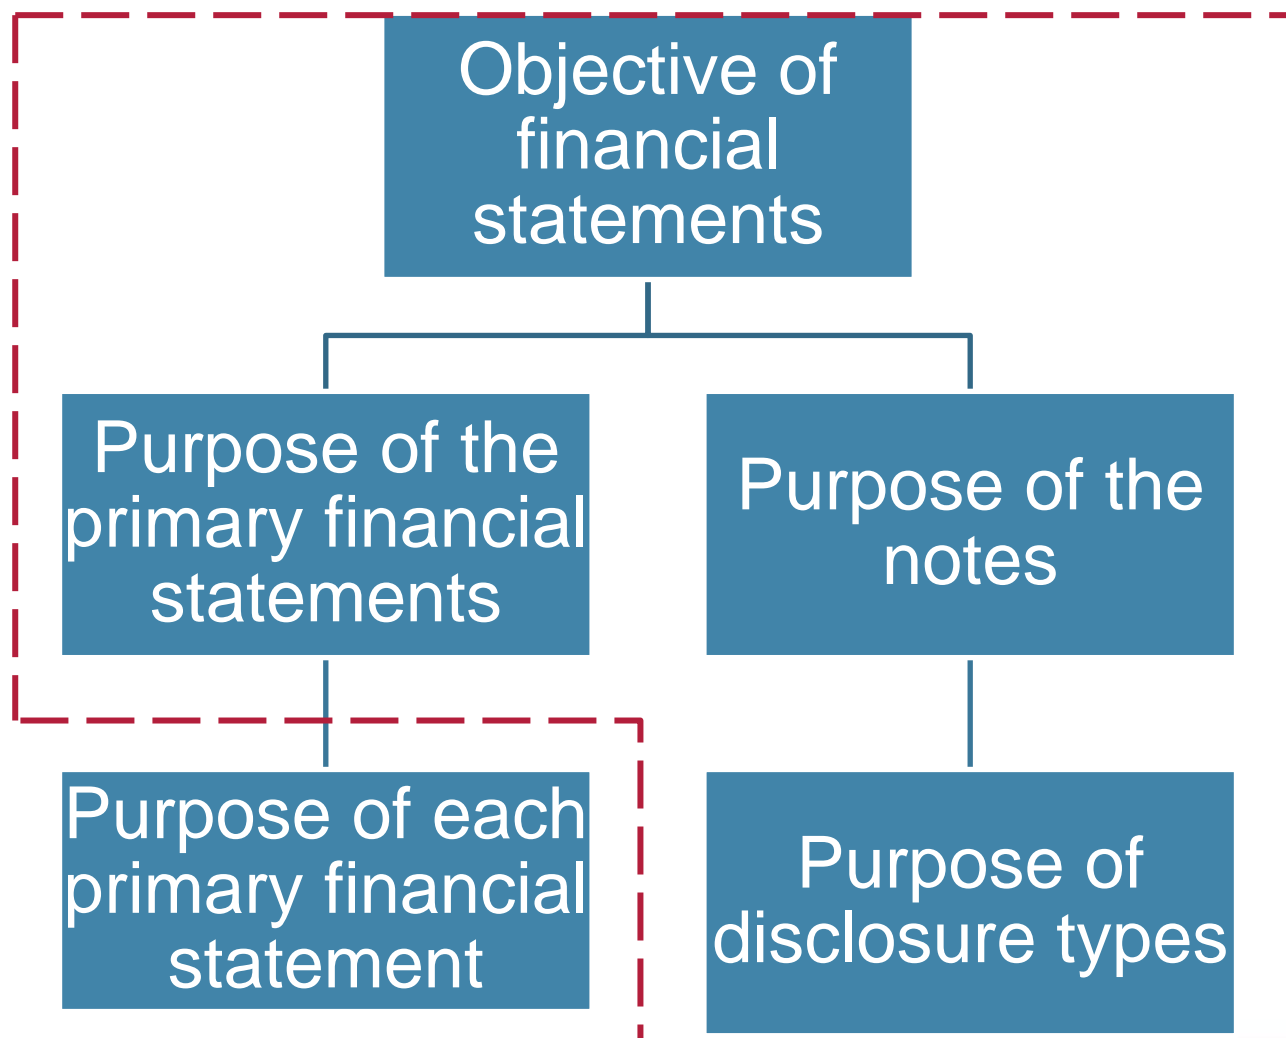 Objective of
financial
statements
Purpose of the
primary financial
statements
Purpose of the
notes
Purpose of each
primary financial
statement
Purpose of
disclosure types